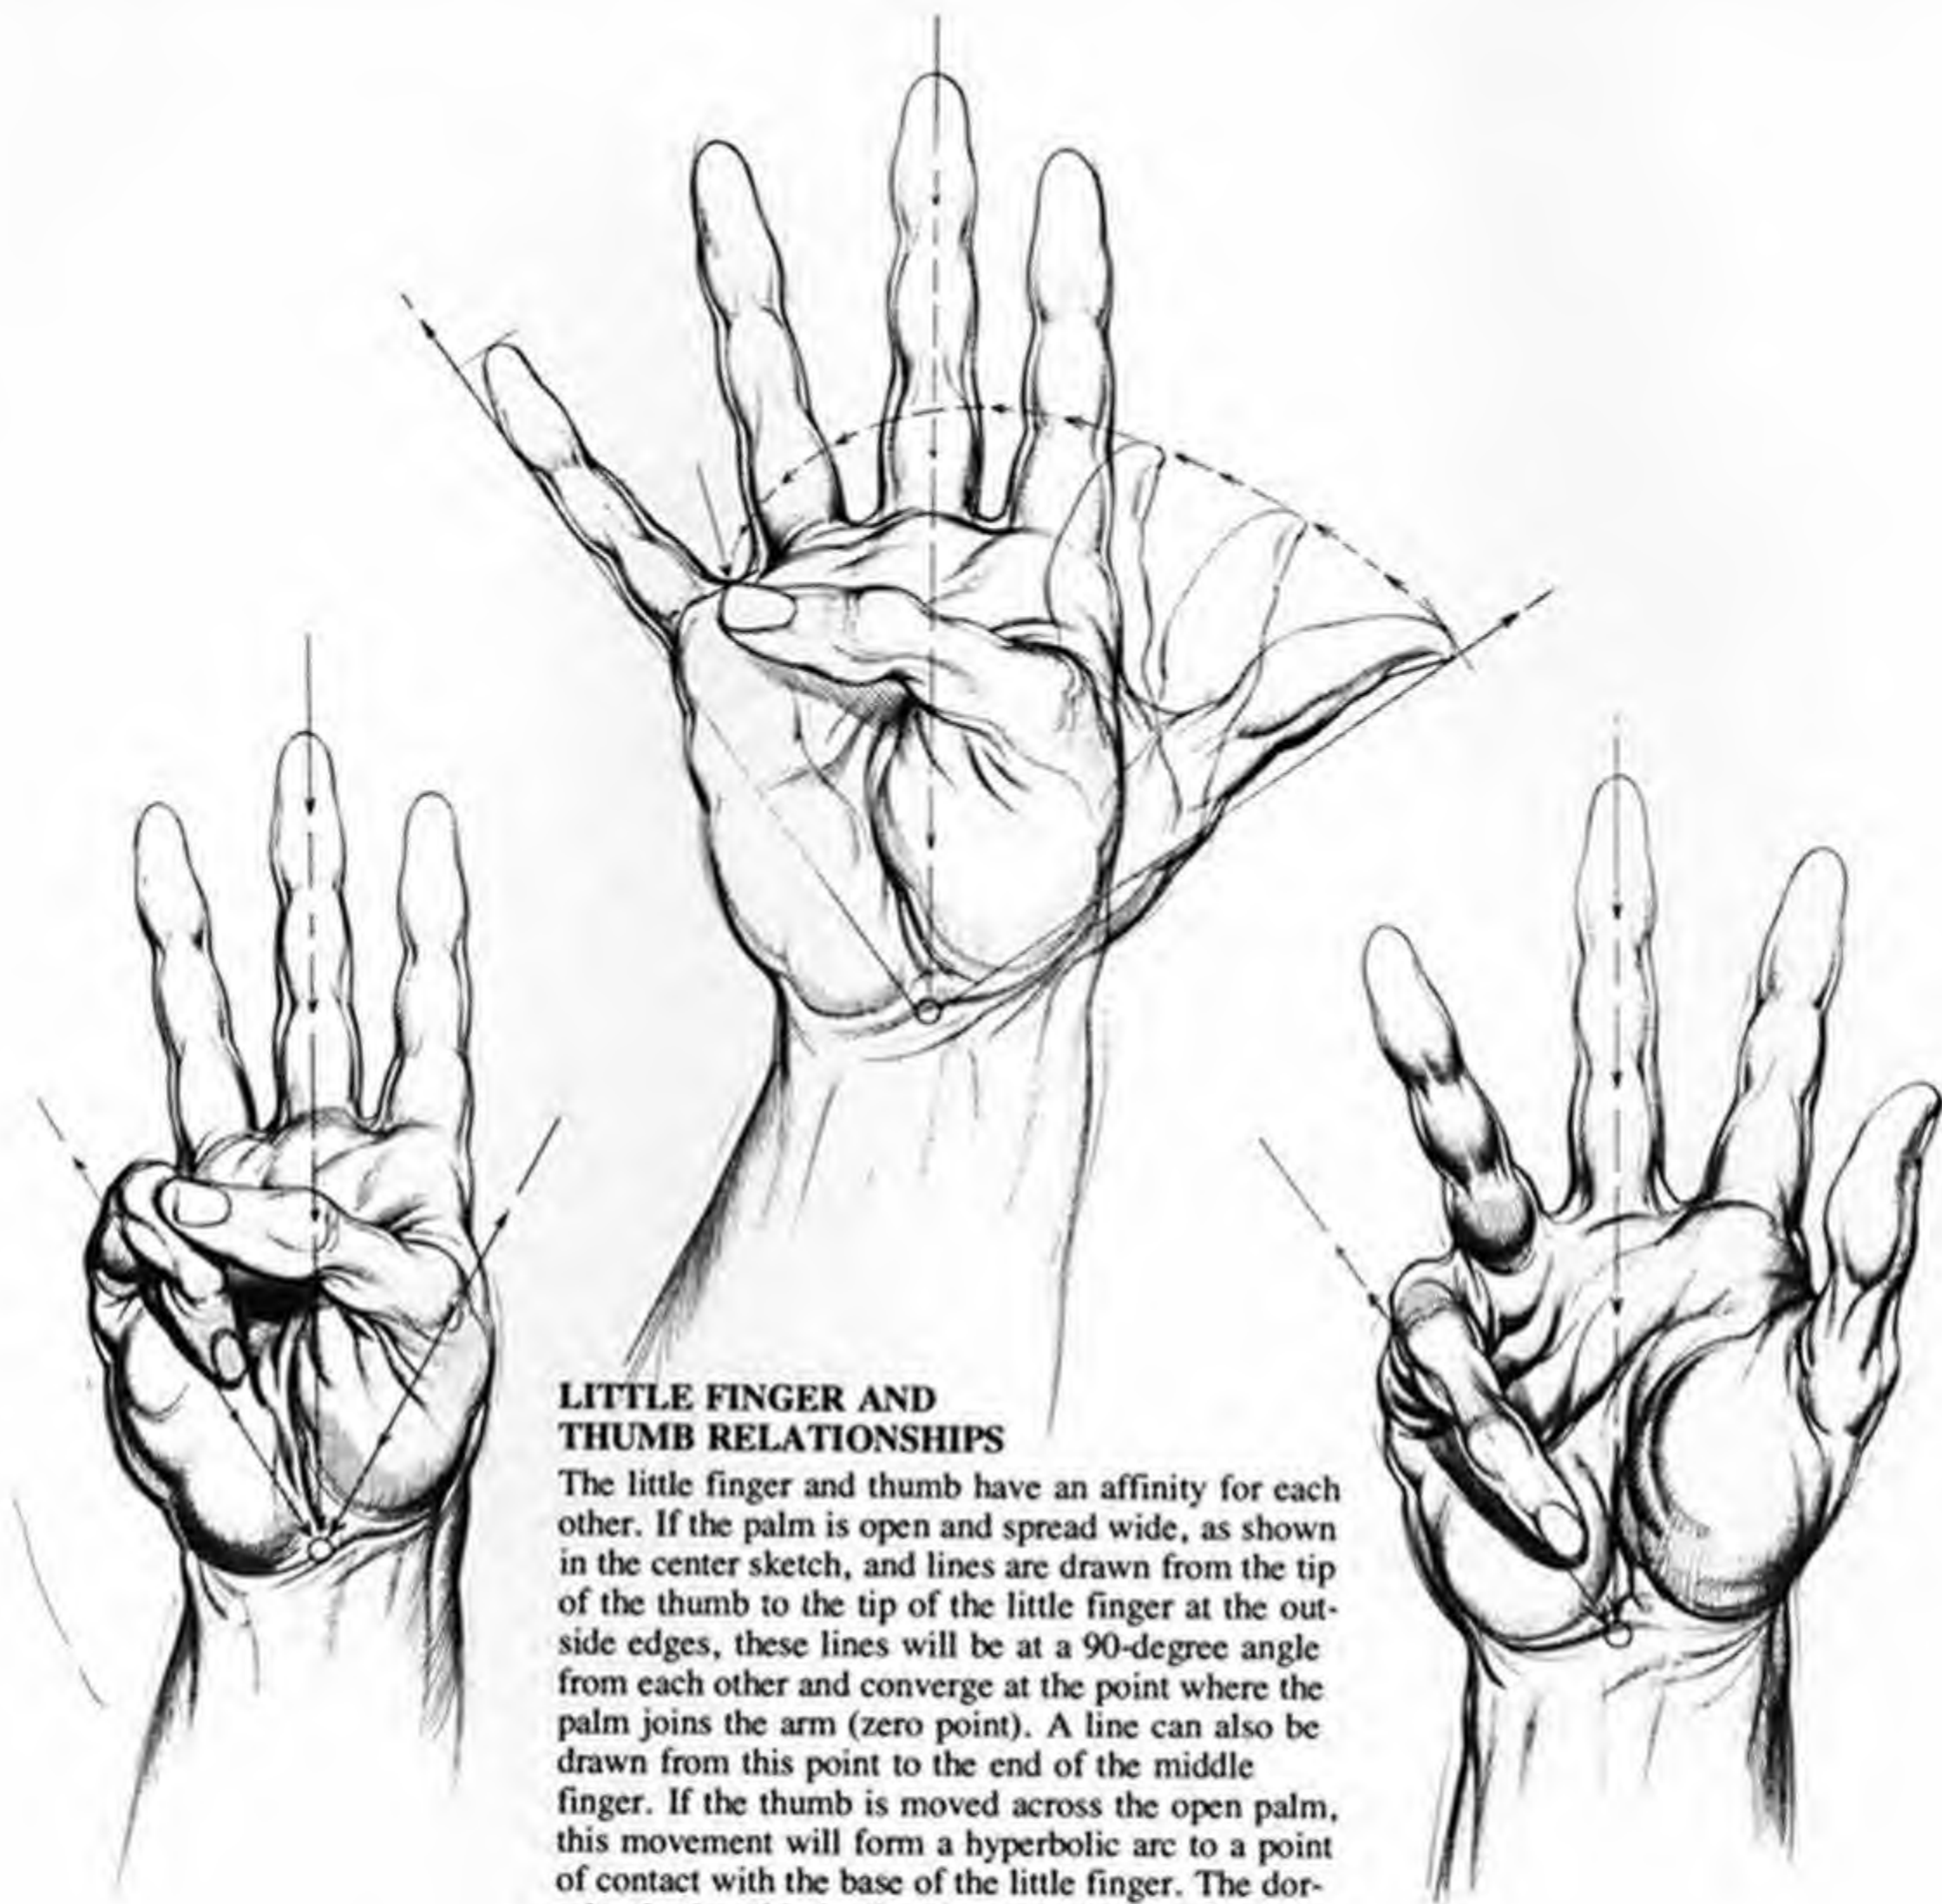 LITTLE FINGER AND
THUMB RELATIONSHIPS
The little finger and thumb have an affinity for each
other. If the palm is open and spread wide, as shown
in the center sketch, and lines are drawn from the tip
of the thumb to the tip of the little finger at the out-
side edges, these lines will be at a 90-degree angle
from each other and converge at the point where the
palm joins the arm (zero point). A line can also be
drawn from this point to the end of the middle
finger. If the thumb is moved across the open palm,
this movement will form a hyperbolic arc to a point
of contact with the base of the little finger. The dor-